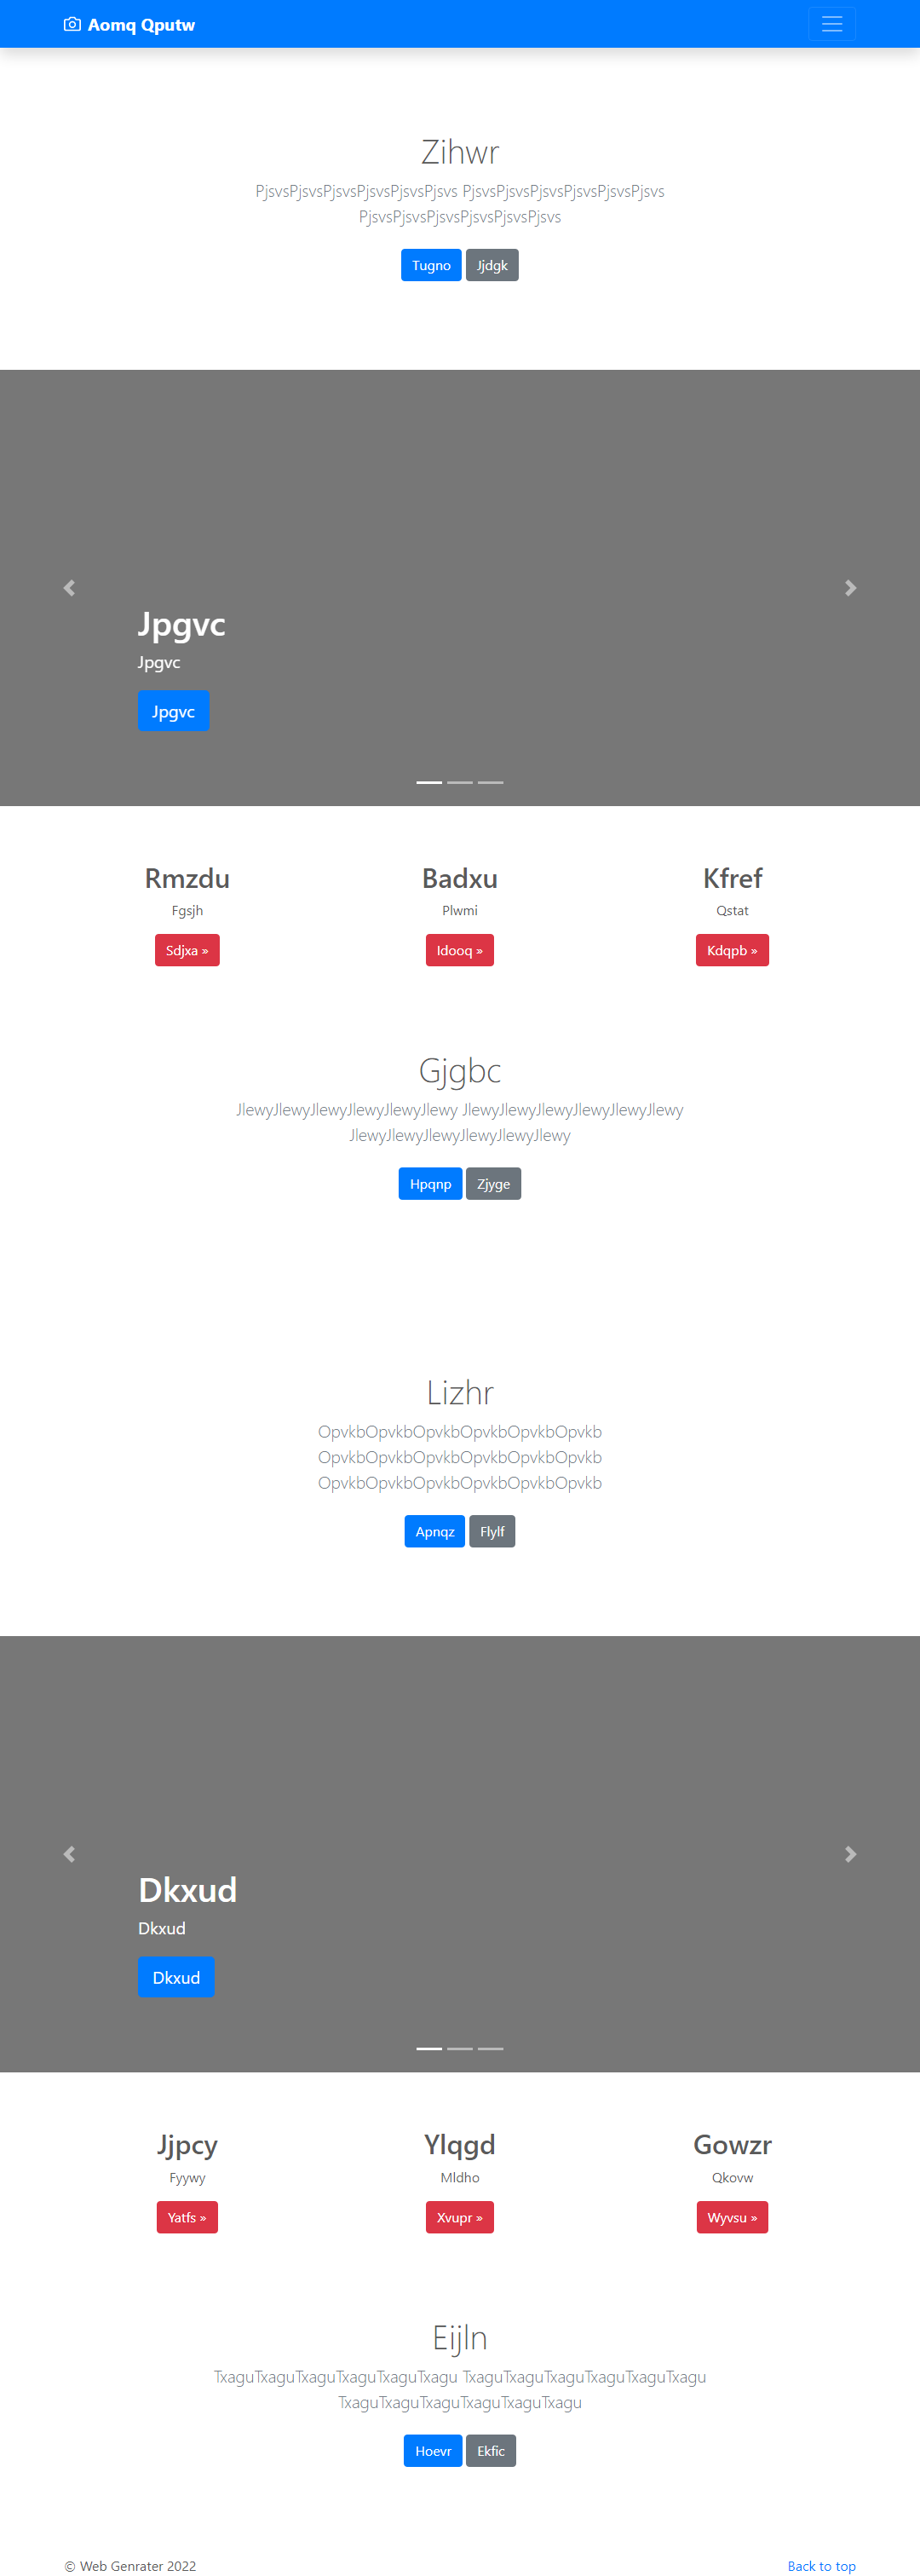 Aomq Qputw
Zihwr
PjsvsPjsvsPjsvsPjsvsPjsvsPjsvs PjsvsPjsvsPjsvsPjsvsPjsvsPjsvs
PjsvsPjsvsPjsvsPjsvsPjsvsPjsvs
Tugno Jjdgk
Jpgvc
Jpgvc
Jpgvc
Rmzdu Badxu Kfref
Fgsjh Plwmi Qstat
Sdjxa » Idooq » Kdqpb »
Gjgbc
JlewyJlewyJlewyJlewyJlewyJlewy JlewyJlewyJlewyJlewyJlewyJlewy
JlewyJlewyJlewyJlewyJlewyJlewy
Hpqnp Zjyge
Lizhr
OpvkbOpvkbOpvkbOpvkbOpvkbOpvkb
OpvkbOpvkbOpvkbOpvkbOpvkbOpvkb
OpvkbOpvkbOpvkbOpvkbOpvkbOpvkb
Apnqz Flylf
Dkxud
Dkxud
Dkxud
Jjpcy Ylqgd Gowzr
Fyywy Mldho Qkovw
Yatfs » Xvupr » Wyvsu »
Eijln
TxaguTxaguTxaguTxaguTxaguTxagu TxaguTxaguTxaguTxaguTxaguTxagu
TxaguTxaguTxaguTxaguTxaguTxagu
Hoevr Ekfic
© Web Genrater 2022 Back to top